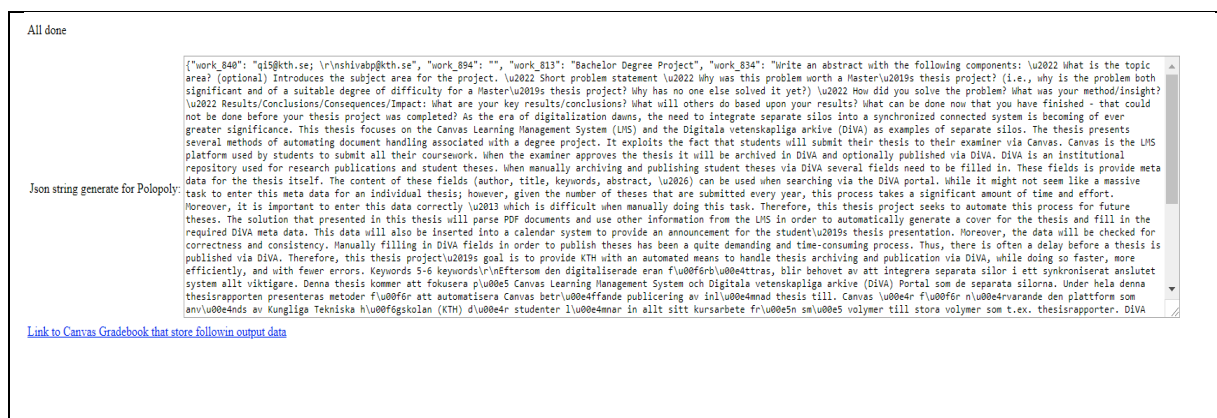 All done
{"work_840": "qi5@kth.se; \r\nshivabp@kth.se", "work_894": "", "work_813": "Bachelor Degree Project", "work_834": "Write an abstract with the following components: \u2022 What is the topic
area? (optional) Introduces the subject area for the project. \u2022 Short problem statement \u2022 Why was this problem worth a Master\u2019s thesis project? (i.e., why is the problem both
significant and of a suitable degree of difficulty for a Master\u2019s thesis project? Why has no one else solved it yet?) \u2022 How did you solve the problem? What was your method/insight?
\u2022 Results/Conclusions/Consequences/Impact: What are your key results/conclusions? What will others do based upon your results? What can be done now that you have finished - that could
not be done before your thesis project was completed? As the era of digitalization dawns, the need to integrate separate silos into a synchronized connected system is becoming of ever
greater significance. This thesis focuses on the Canvas Learning Management System (LMS) and the Digitala vetenskapliga arkive (DiVA) as examples of separate silos. The thesis presents
several methods of automating document handling associated with a degree project. It exploits the fact that students will submit their thesis to their examiner via Canvas. Canvas is the LMS
platform used by students to submit all their coursework. When the examiner approves the thesis it will be archived in DiVA and optionally published via DiVA. DiVA is an institutional
repository used for research publications and student theses. When manually archiving and publishing student theses via DiVA several fields need to be filled in. These fields is provide meta
Json string generate for Polopoly: data for the thesis itself. The content of these fields (author, title, keywords, abstract, \u2026) can be used when searching via the DiVA portal. While it might not seem like a massive
task to enter this meta data for an individual thesis; however, given the number of theses that are submitted every year, this process takes a significant amount of time and effort.
Moreover, it is important to enter this data correctly \u2013 which is difficult when manually doing this task. Therefore, this thesis project seeks to automate this process for future
theses. The solution that presented in this thesis will parse PDF documents and use other information from the LMS in order to automatically generate a cover for the thesis and fill in the
required DiVA meta data. This data will also be inserted into a calendar system to provide an announcement for the student\u2019s thesis presentation. Moreover, the data will be checked for
correctness and consistency. Manually filling in DiVA fields in order to publish theses has been a quite demanding and time-consuming process. Thus, there is often a delay before a thesis is
published via DiVA. Therefore, this thesis project\u2019s goal is to provide KTH with an automated means to handle thesis archiving and publication via DiVA, while doing so faster, more
efficiently, and with fewer errors. Keywords 5-6 keywords\r\nEftersom den digitaliserade eran f\u00f6rb\u00e4ttras, blir behovet av att integrera separata silor i ett synkroniserat anslutet
system allt viktigare. Denna thesis kommer att fokusera p\u00e5 Canvas Learning Management System och Digitala vetenskapliga arkive (DiVA) Portal som de separata silorna. Under hela denna
thesisrapporten presenteras metoder f\u00f6r att automatisera Canvas betr\u00e4ffande publicering av inl\u00e4mnad thesis till. Canvas \u00e4r f\u00f6r n\u00e4rvarande den plattform som
anv\u00e4nds av Kungliga Tekniska h\u00f6gskolan (KTH) d\u00e4r studenter l\u00e4mnar in allt sitt kursarbete fr\u00e5n sm\u00e5 volymer till stora volymer som t.ex. thesisrapporter. DiVA
Link to Canvas Gradebook that store followin output data